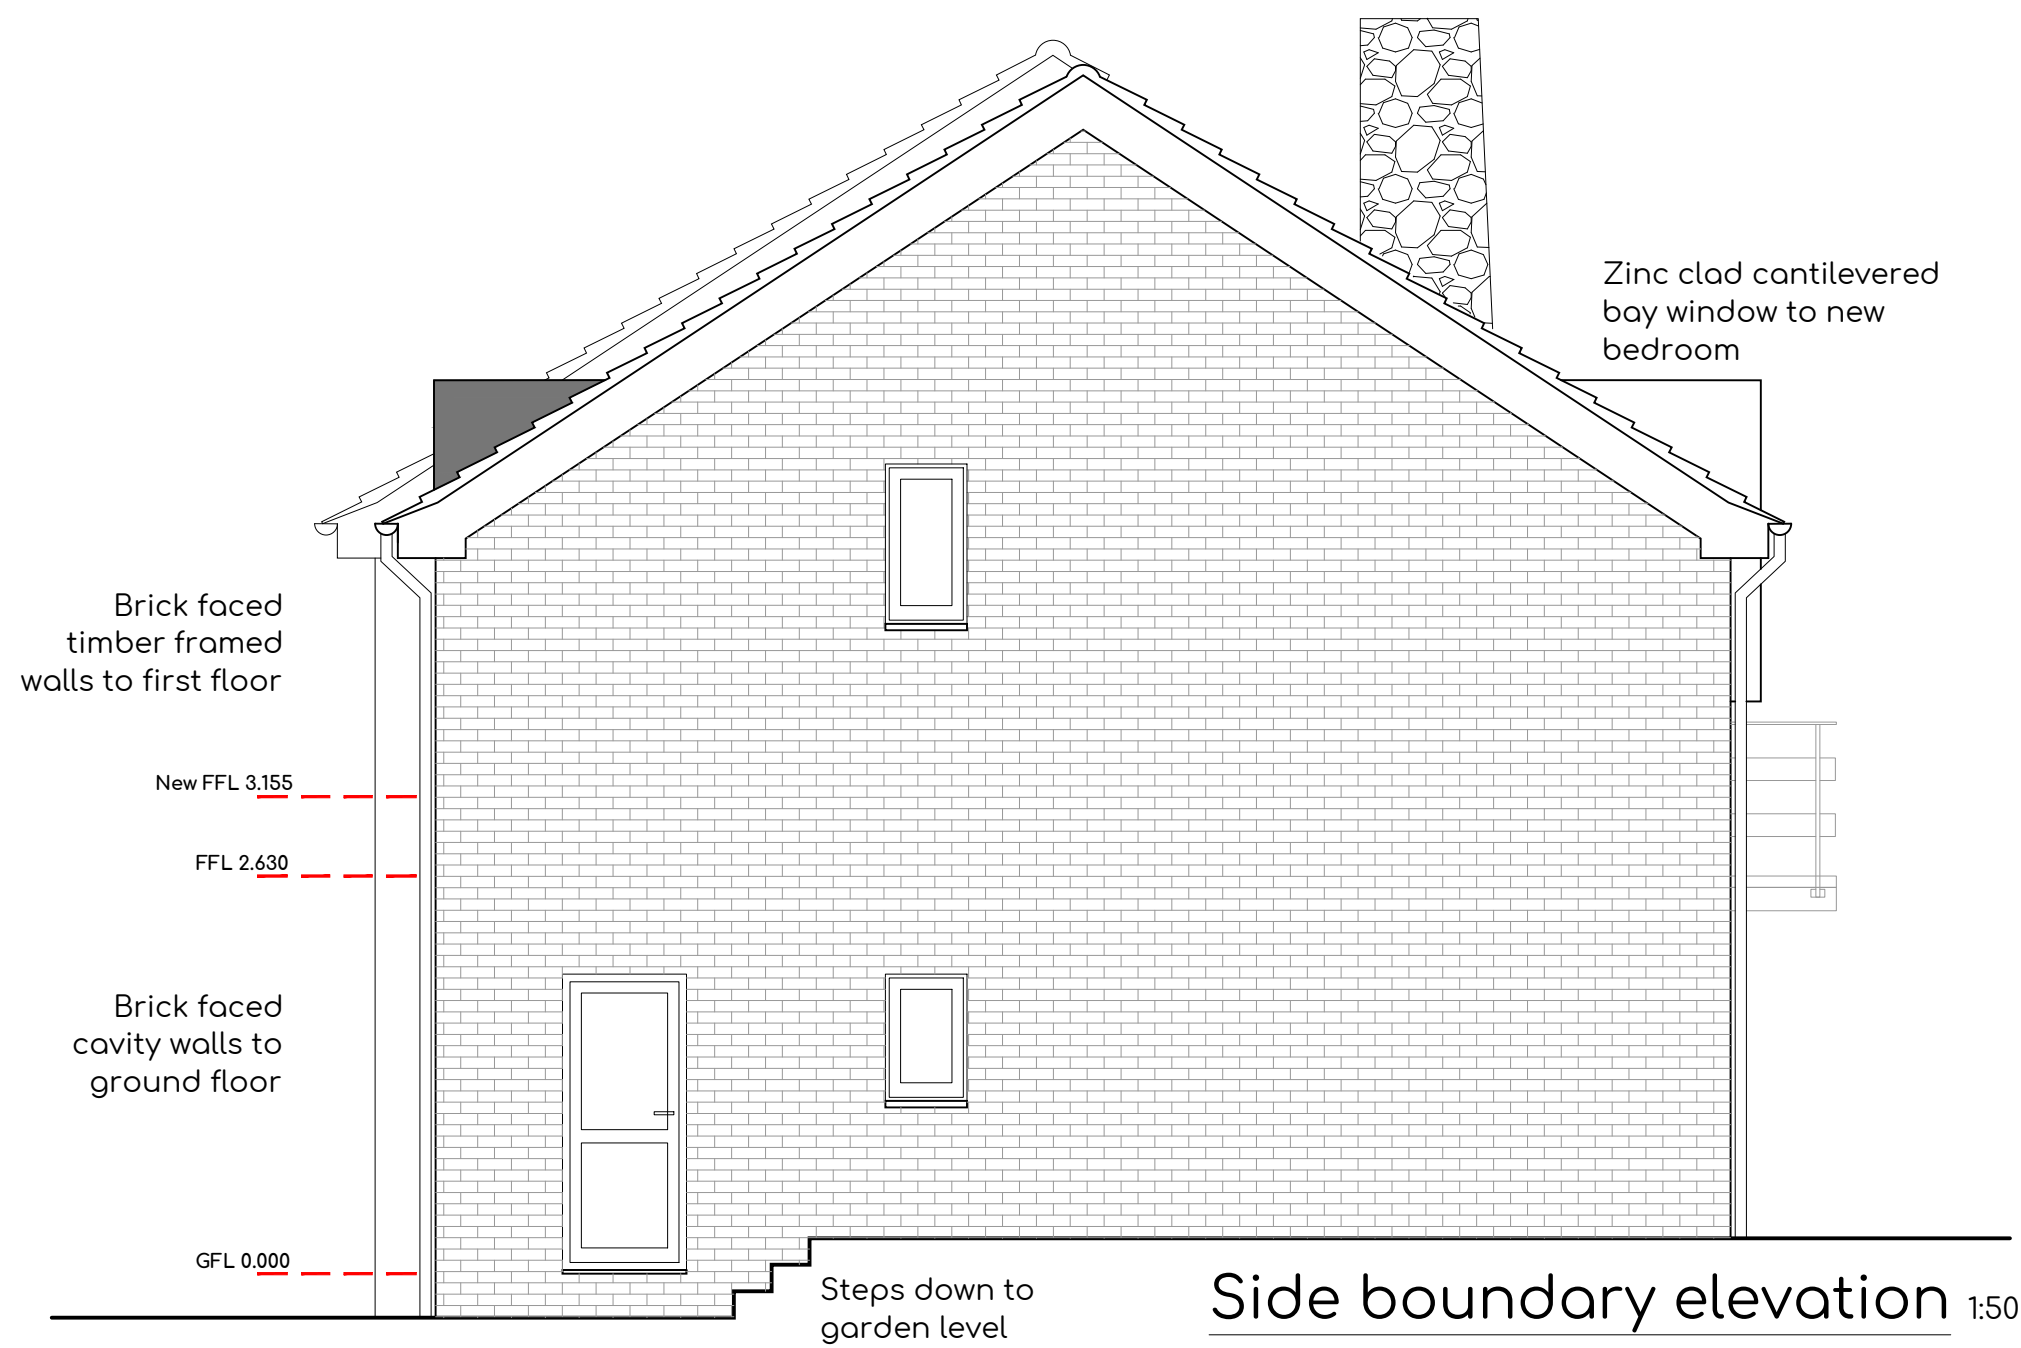 Zinc clad cantilevered
bay window to new
bedroom
Brick faced
timber framed
walls to first floor
New FFL 3.155
FFL 2.630
Brick faced
cavity walls to
ground floor
GFL 0.000
Steps down to
garden level
Side boundary elevation 1:50